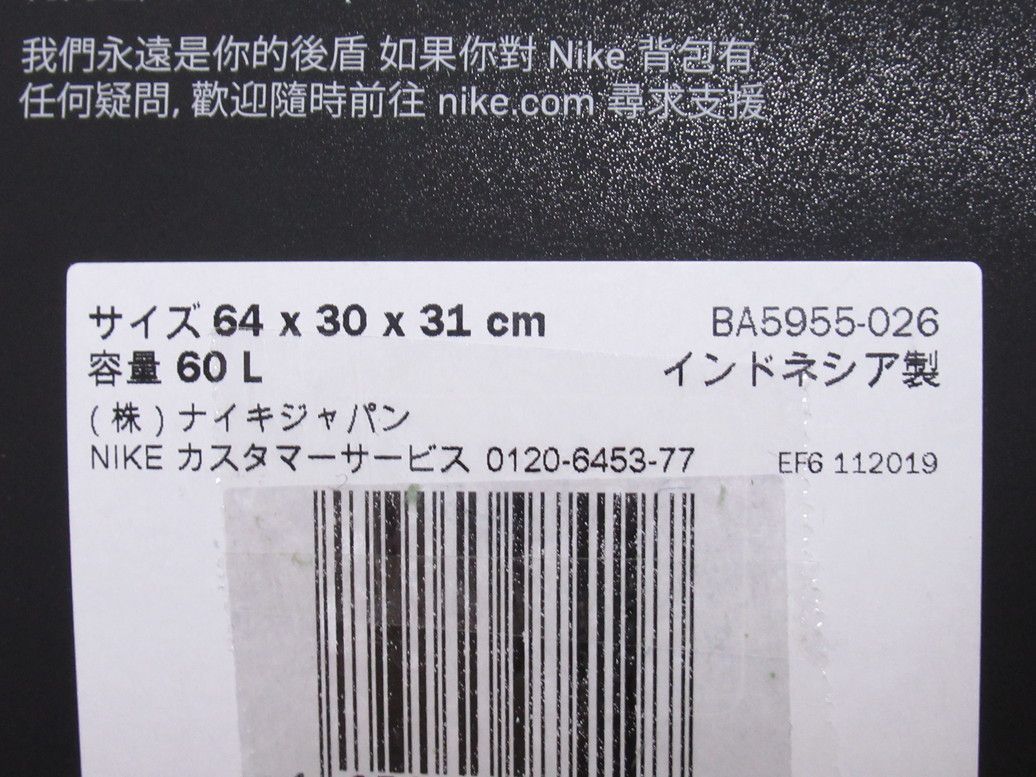 我們永遠是你的後盾 如果你對 Nike 背包有
任何疑問, 歡迎隨時前往 nike.com 尋求支援
サイズ 64 x 30 x 31 cm
BA5955-026
容量 60 L
インドネシア製
(株)ナイキジャパン
NIKE カスタマーサービス 0120-6453-77
EF6 112019